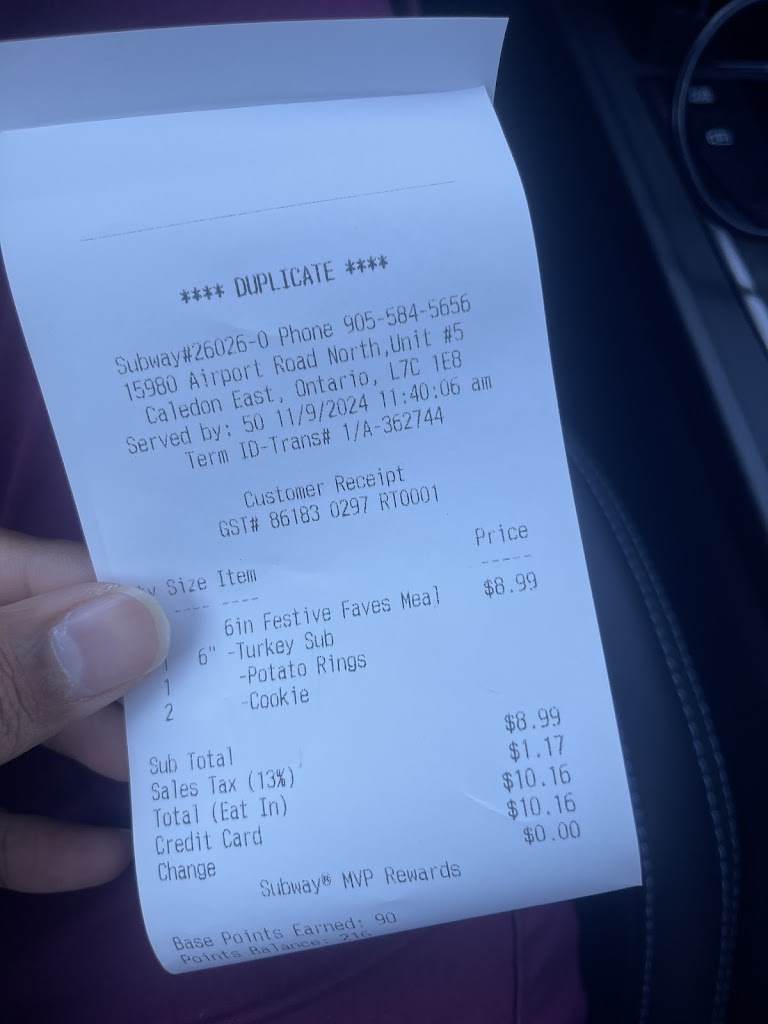 **** DUPLICATE ****
Subway#26026-0 Phone 905-584-5656
15980 Airport Road North,Unit #5
Caledon East, Ontario, L7C 1E8
Served by: 50 11/9/2024 11:40:06 am
Term ID-Trans# 1/A-362744
Customer Receipt
GST# 86183 0297 RT0001
Size Item Price
---- ---- -----
6in Festive Faves Meal $8.99
1 6" -Turkey Sub
1 -Potato Rings
2 -Cookie
Sub Total $8.99
Sales Tax (13%) $1.17
Total (Eat In) $10.16
Credit Card $10.16
Change $0.00
Subway® MVP Rewards
Base Points Earned: 90
Points Balance: 216